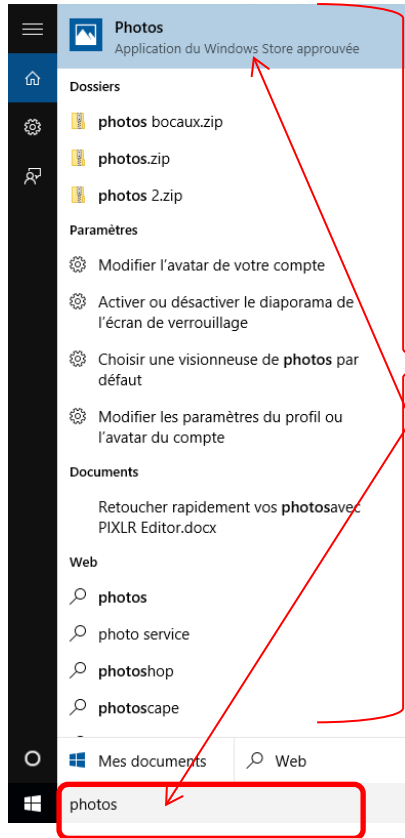 Photos
Application du Windows Store approuvée
Dossiers
photos bocaux.zip
photos.zip
photos 2.zip
Paramètres
Modifier l'avatar de votre compte
Activer ou désactiver le diaporama de
l'écran de verrouillage
Choisir une visionneuse de photos par
défaut
Modifier les paramètres du profil ou
l'avatar du compte
Documents
Retoucher rapidement vos photosavec
PIXLR Editor.docx
Web
photos
photo service
photoshop
photoscape
Mes documents
Web
photos